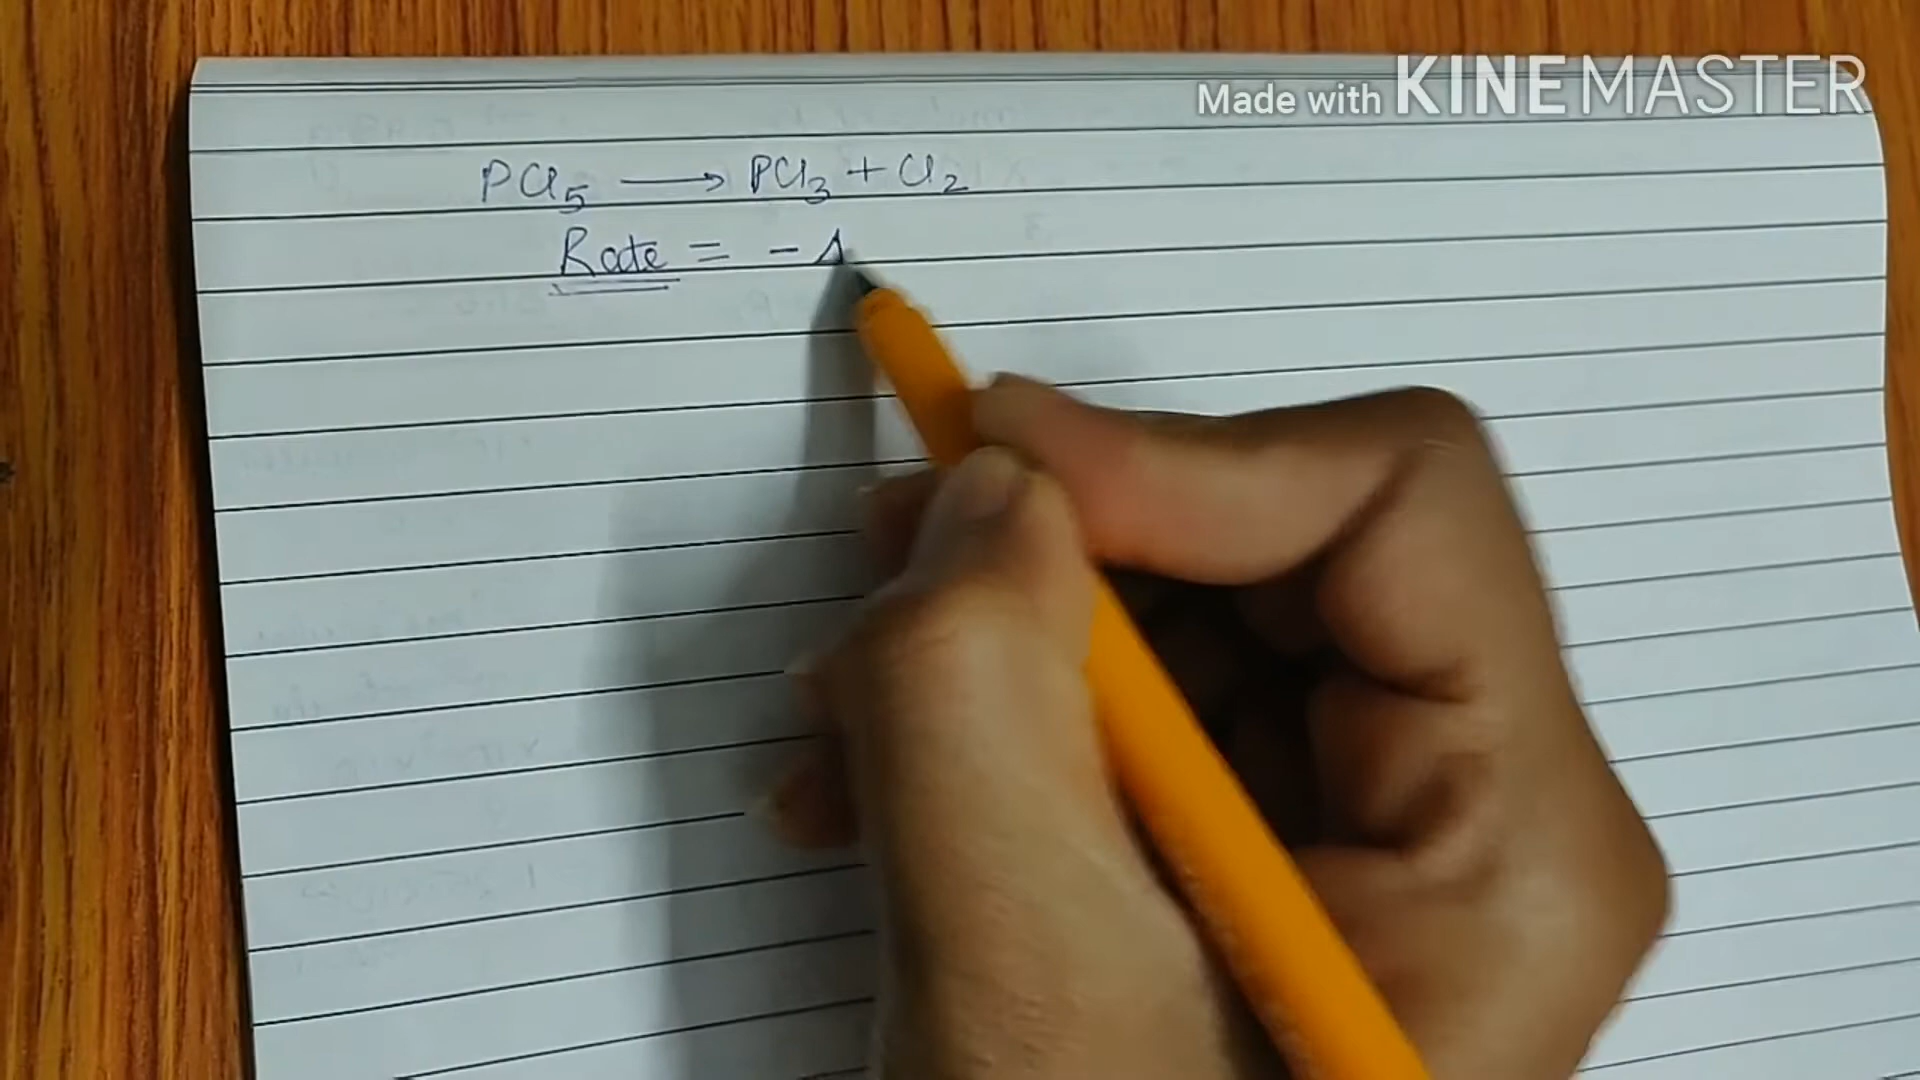 Made with KINEMASTER
PCl5 → PCl3 + Cl2
Rate = - Δ